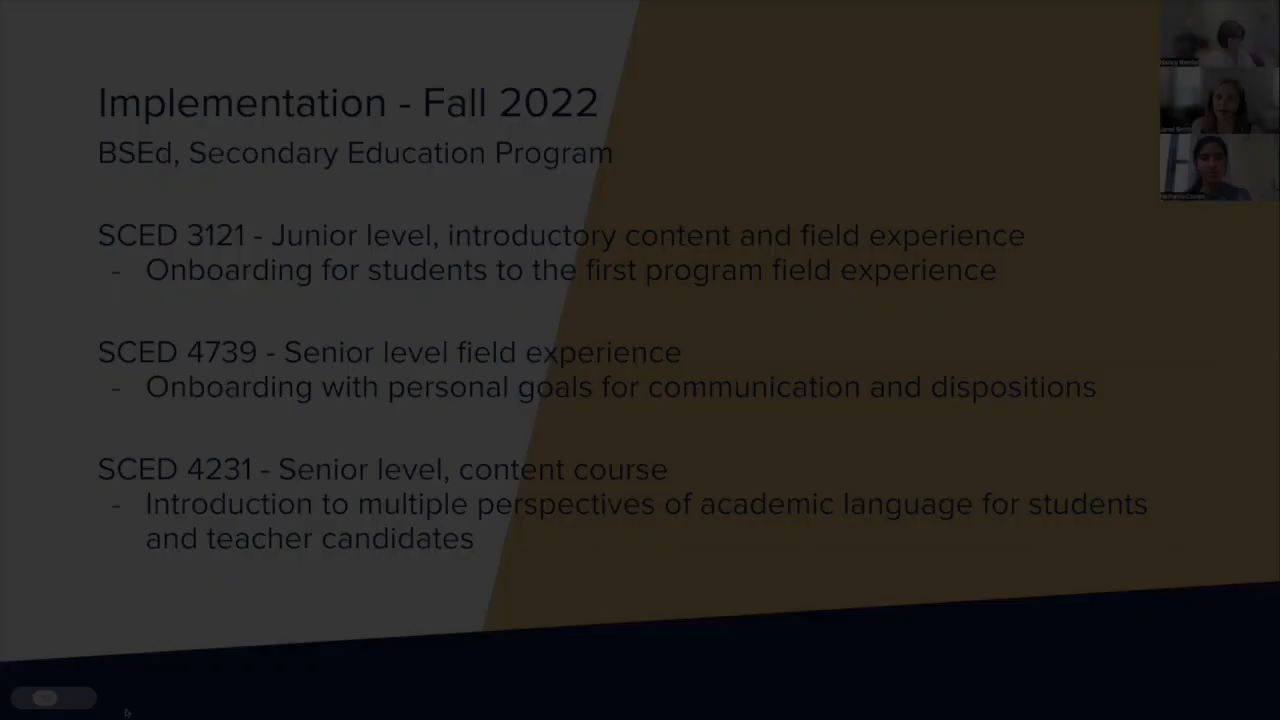 Implementation - Fall 2022
BSEd, Secondary Education Program
SCED 3121 - Junior level, introductory content and field experience
- Onboarding for students to the first program field experience
SCED 4739 - Senior level field experience
- Onboarding with personal goals for communication and dispositions
SCED 4231 - Senior level, content course
- Introduction to multiple perspectives of academic language for students
and teacher candidates